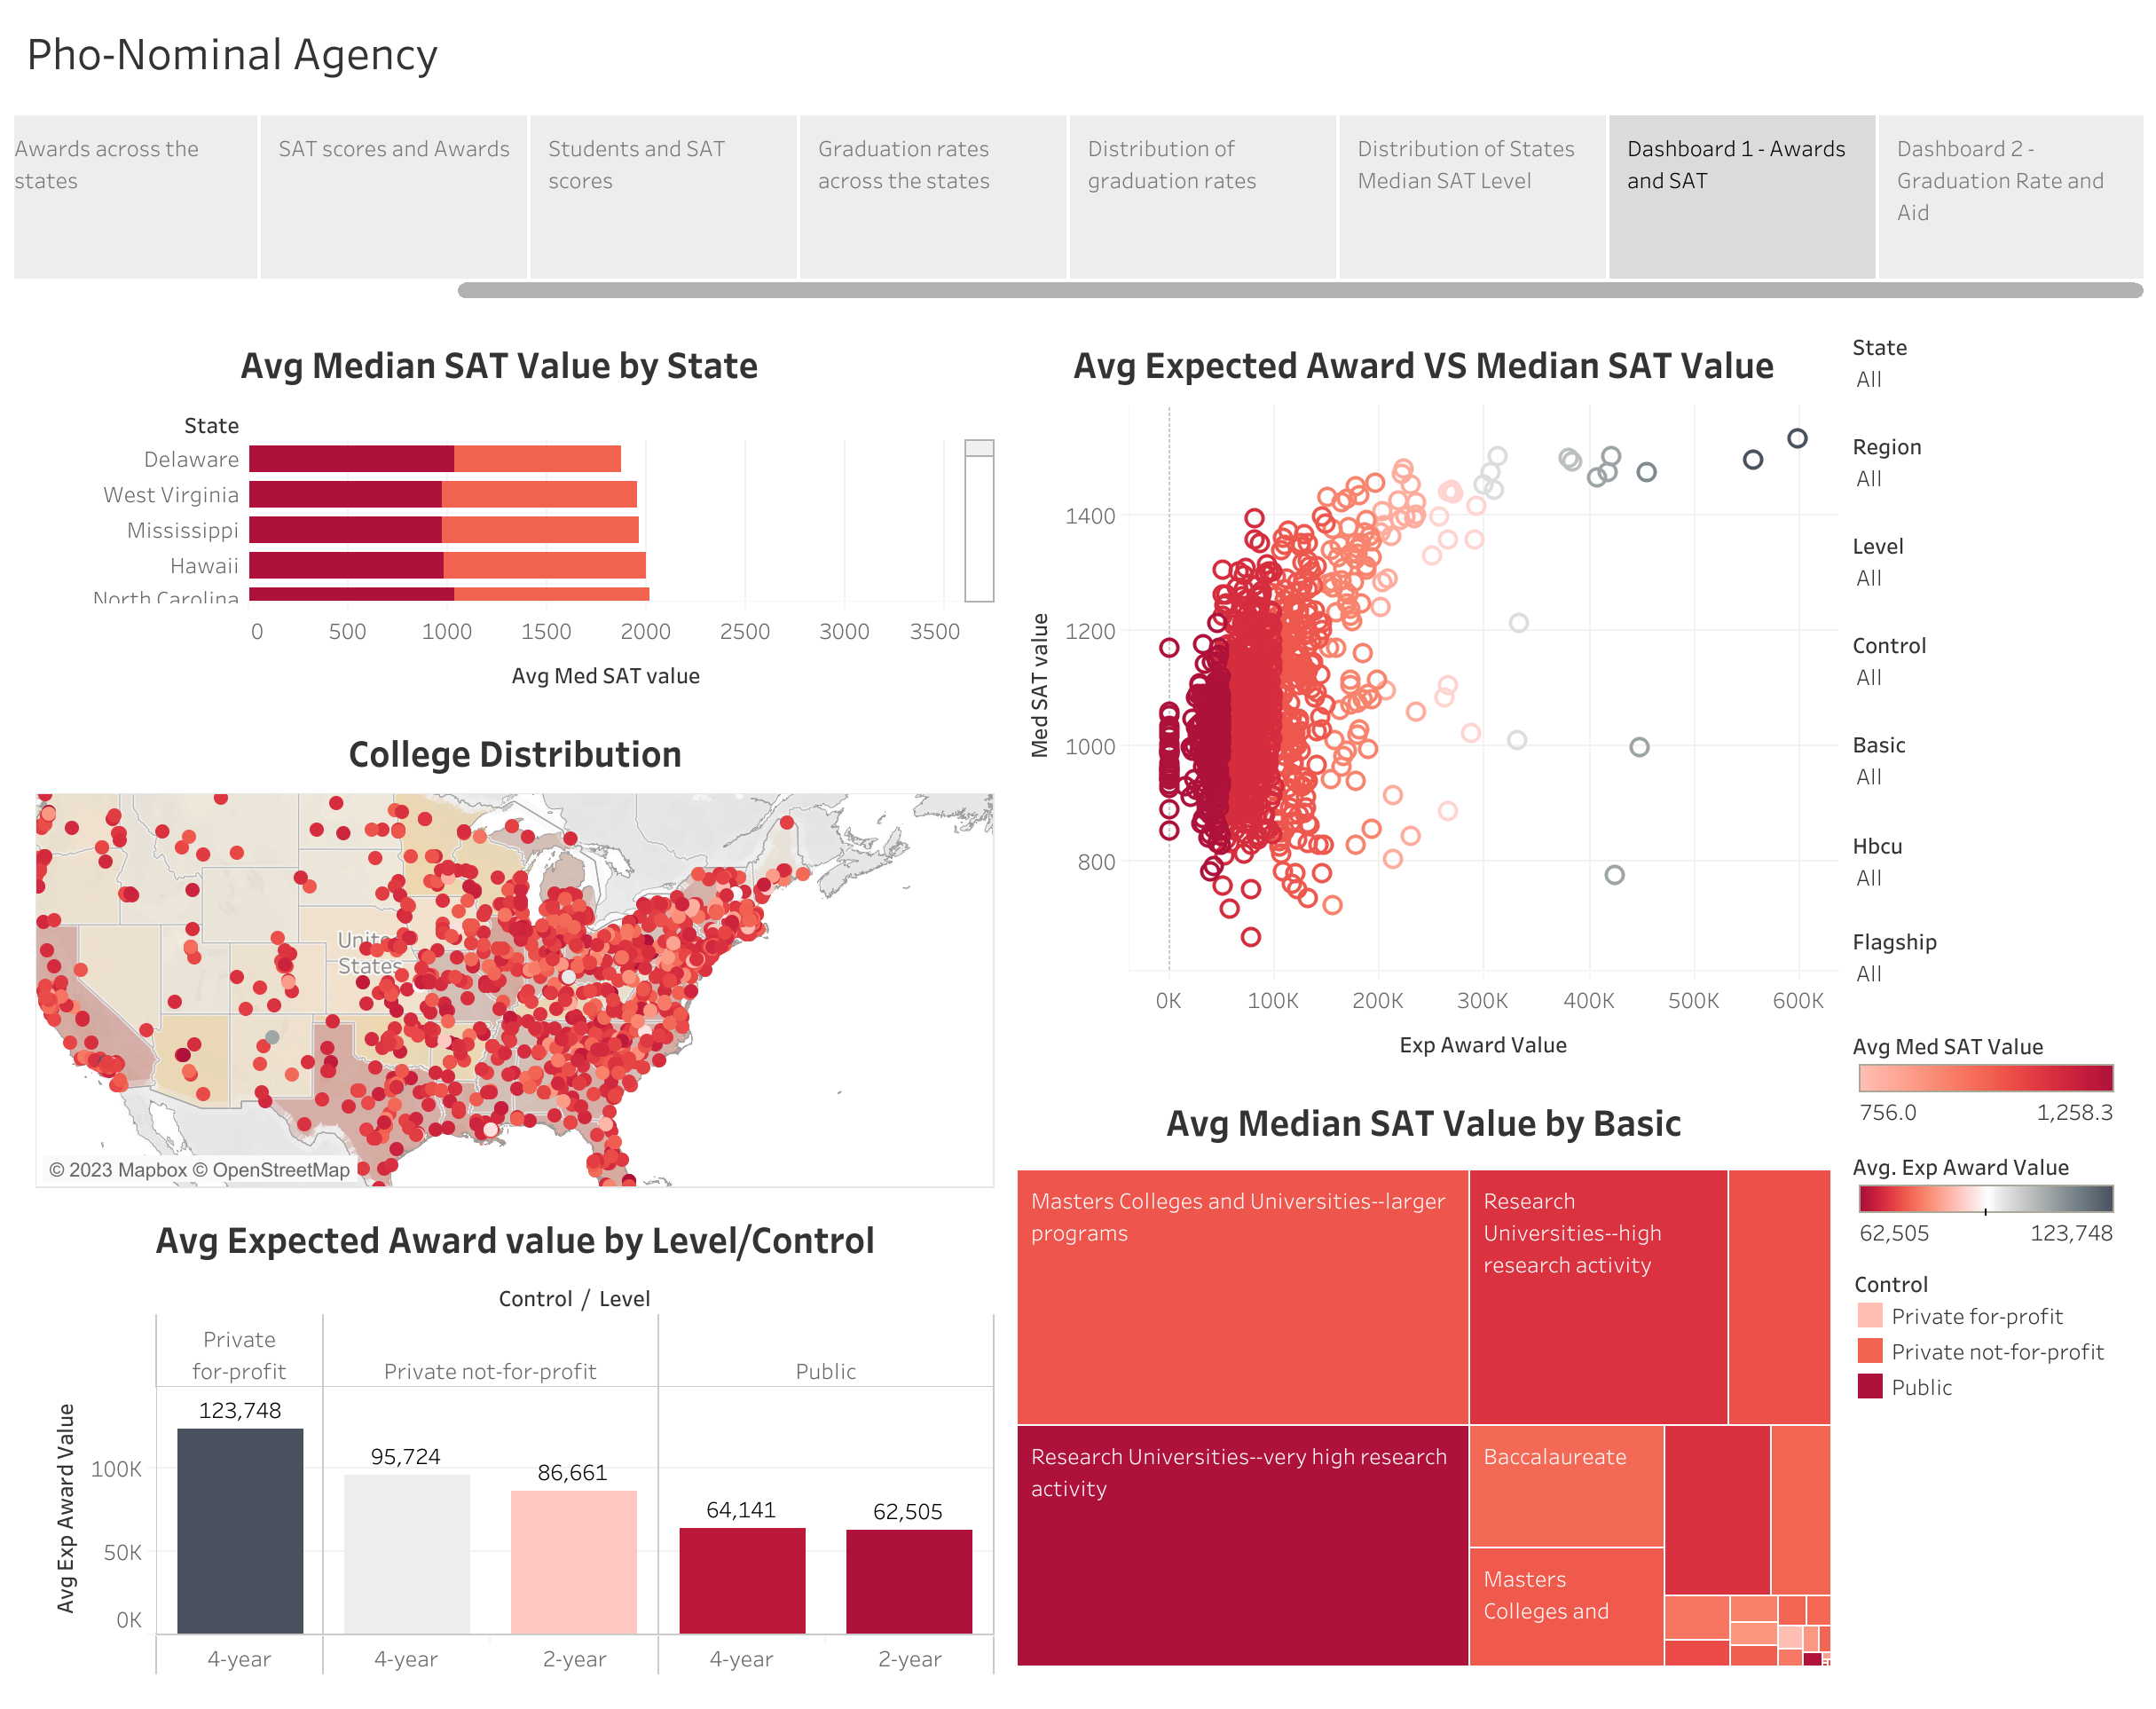 Pho-Nominal Agency
Awards across the
states
SAT scores and Awards
Students and SAT
scores
Graduation rates
across the states
Distribution of
graduation rates
Distribution of States
Median SAT Level
Dashboard 1 - Awards
and SAT
Dashboard 2 -
Graduation Rate and
Aid
Avg Median SAT Value by State
State
Delaware
West Virginia
Mississippi
Hawaii
North Carolina
0 500 1000 1500 2000 2500 3000 3500
Avg Med SAT value
College Distribution
United
States
© 2023 Mapbox © OpenStreetMap
Avg Expected Award value by Level/Control
Control / Level
Private
for-profit
Private not-for-profit
Public
Avg Exp Award Value
100K
50K
0K
123,748
95,724
86,661
64,141
62,505
4-year
4-year
2-year
4-year
2-year
Avg Expected Award VS Median SAT Value
Med SAT value
1400
1200
1000
800
0K 100K 200K 300K 400K 500K 600K
Exp Award Value
Avg Median SAT Value by Basic
Masters Colleges and Universities--larger
programs
Research
Universities--high
research activity
Research Universities--very high research
activity
Baccalaureate
Masters
Colleges and
State
All
Region
All
Level
All
Control
All
Basic
All
Hbcu
All
Flagship
All
Avg Med SAT Value
756.0 1,258.3
Avg. Exp Award Value
62,505 123,748
Control
Private for-profit
Private not-for-profit
Public